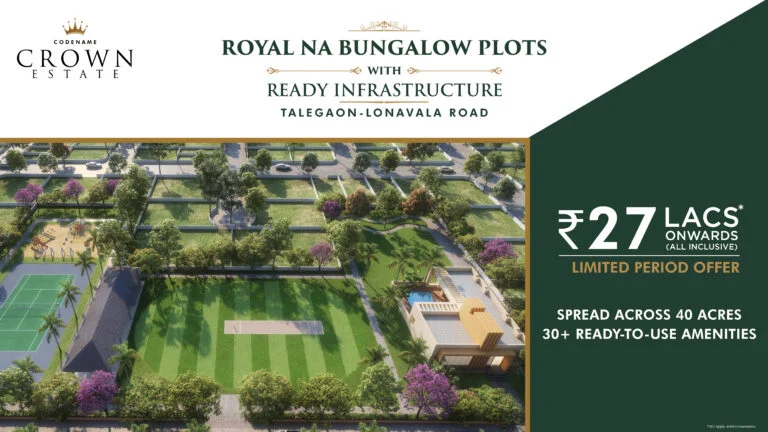 CODENAME
CROWN
ESTATE
ROYAL NA BUNGALOW PLOTS
WITH
READY INFRASTRUCTURE
TALEGAON-LONAVALA ROAD
₹27 LACS*
ONWARDS
(ALL INCLUSIVE)
LIMITED PERIOD OFFER
SPREAD ACROSS 40 ACRES
30+ READY-TO-USE AMENITIES